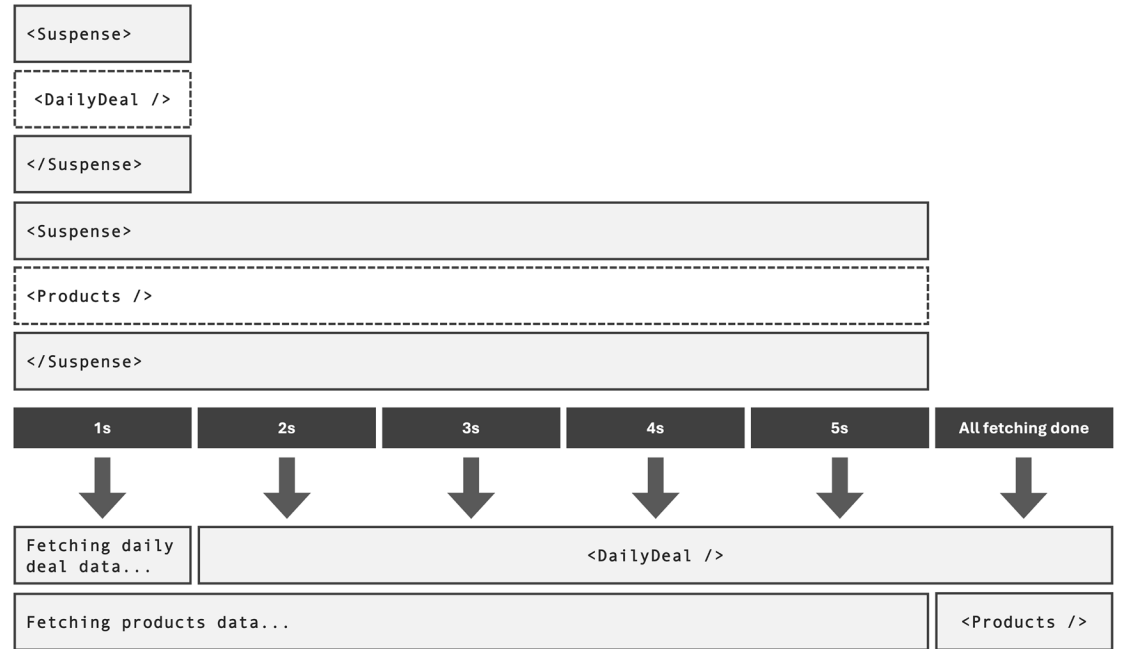 <Suspense>
<DailyDeal />
</Suspense>
<Suspense>
<Products />
</Suspense>
1s 2s 3s 4s 5s All fetching done
Fetching daily
deal data...
<DailyDeal />
Fetching products data... <Products />